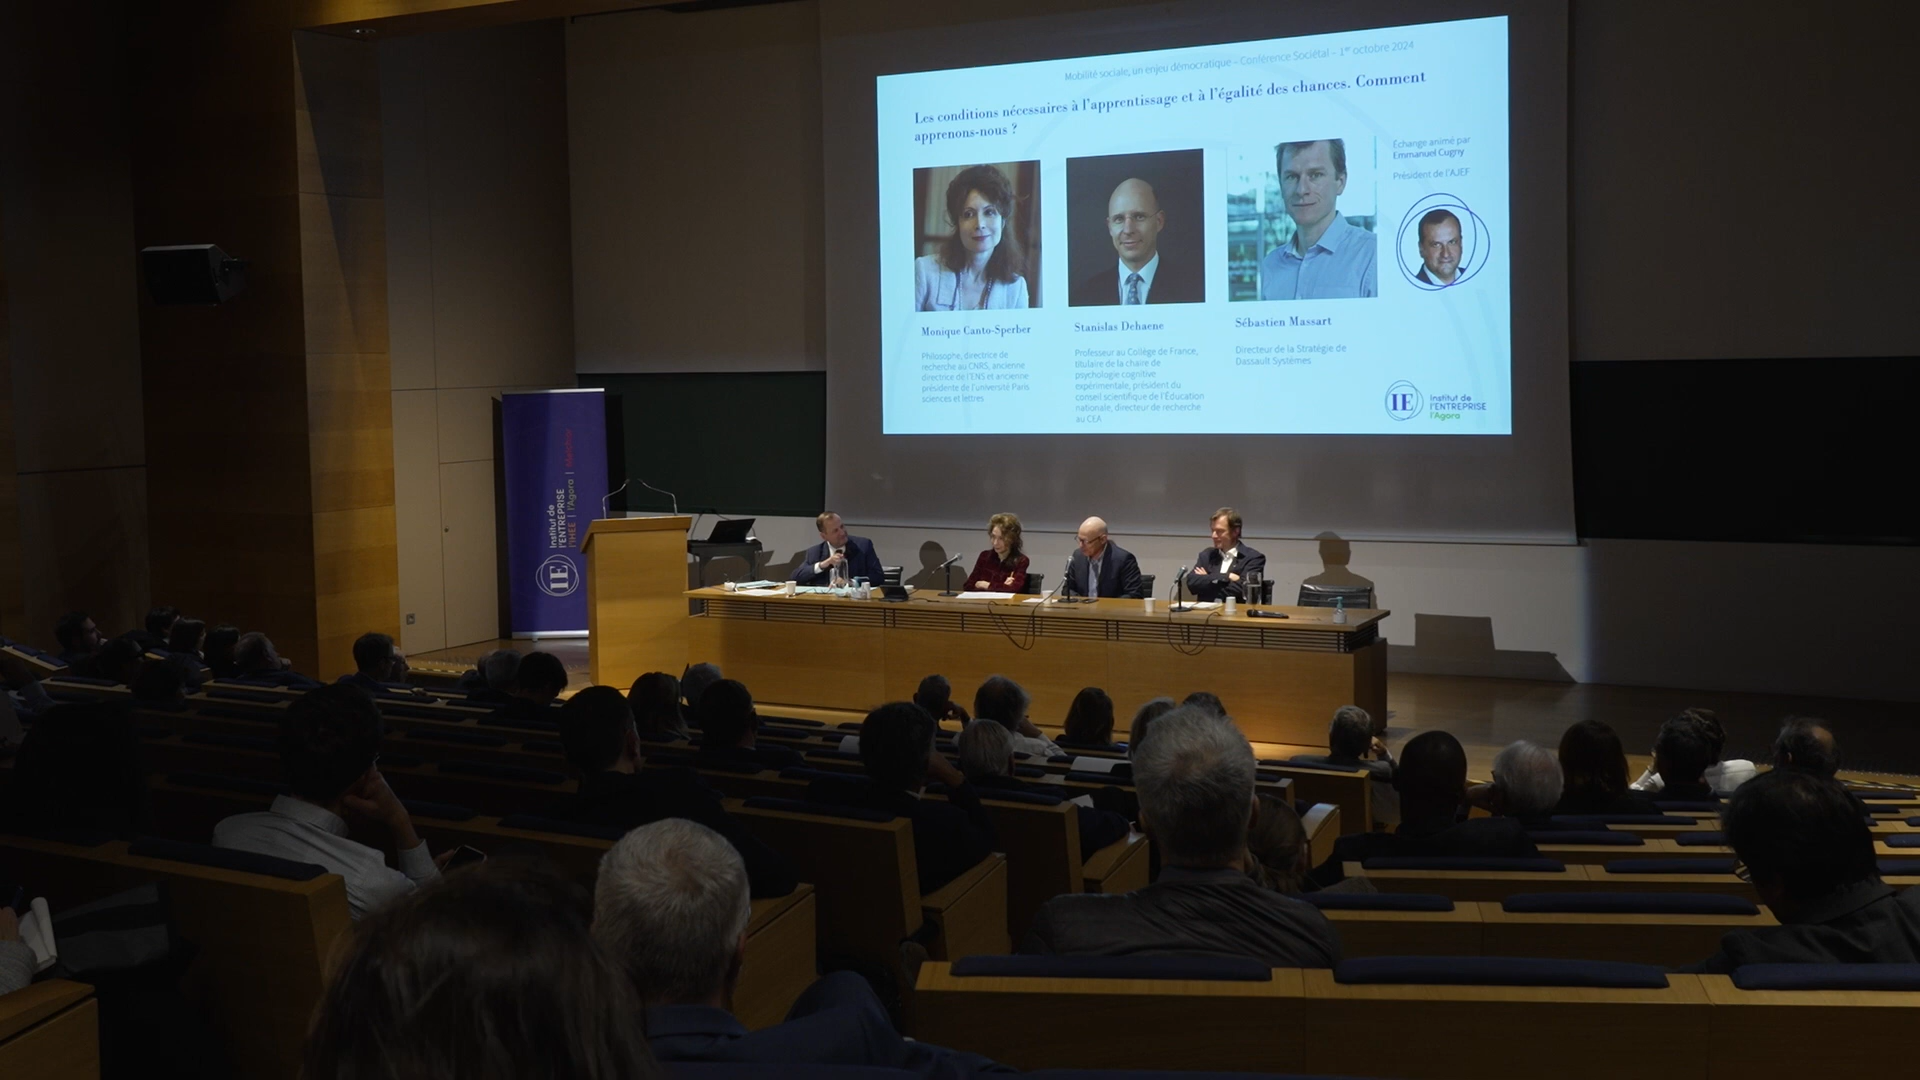 Mobilité sociale, un enjeu démocratique – Conférence Sociétal – 1er octobre 2024
Les conditions nécessaires à l'apprentissage et à l'égalité des chances. Comment
apprenons-nous ?
Échange animé par
Emmanuel Cugny
Président de l'AJEF
Monique Canto-Sperber
Philosophe, directrice de
recherche au CNRS, ancienne
directrice de l'ENS et ancienne
présidente de l'université Paris
sciences et lettres
Stanislas Dehaene
Professeur au Collège de France,
titulaire de la chaire de
psychologie cognitive
expérimentale, président du
conseil scientifique de l'Éducation
nationale, directeur de recherche
au CEA
Sébastien Massart
Directeur de la Stratégie de
Dassault Systèmes
IE
Institut de
l'ENTREPRISE
l'Agora
IE
Institut de
l'ENTREPRISE
l'IHEE | l'Agora |